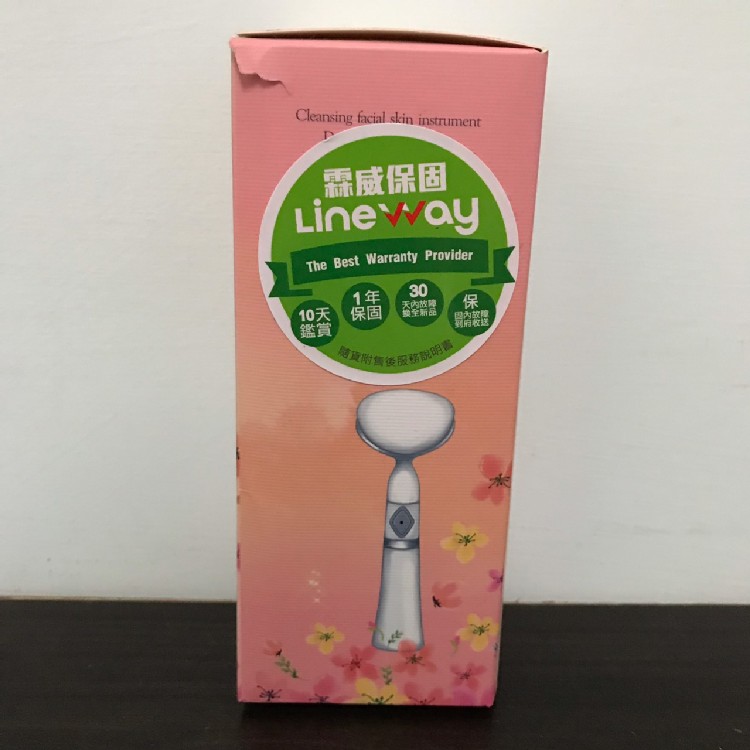 Cleansing facial skin instrument
霖威保固
Lineway
The Best Warranty Provider
10天
鑑賞
1年
保固
30
天內故障
換全新品
保
固內故障
到府收送
隨貨附售後服務說明書